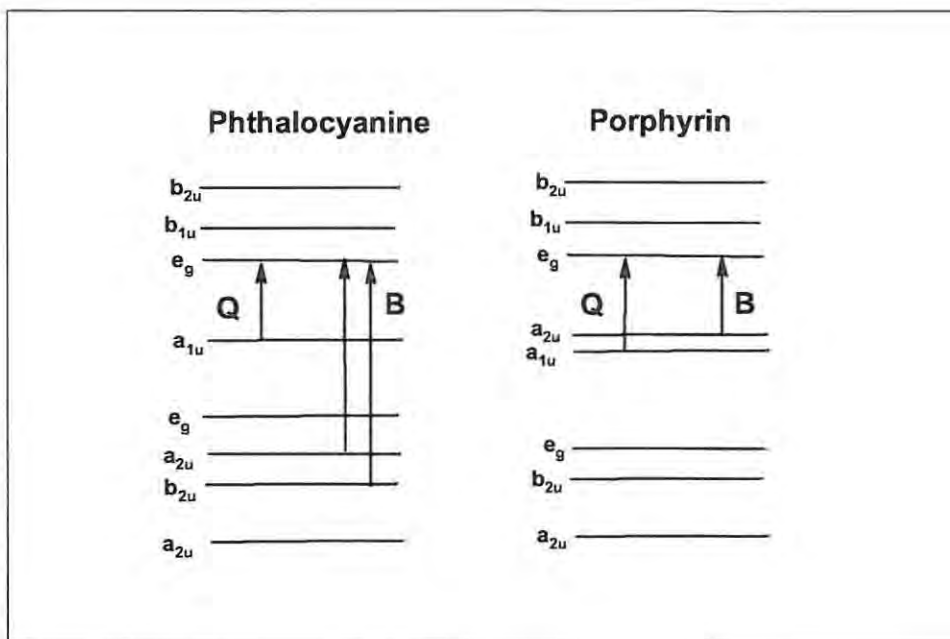 Phthalocyanine
b2u
b1u
eg
Q
B
a1u
eg
a2u
b2u
a2u
Porphyrin
b2u
b1u
eg
Q
B
a2u
a1u
eg
b2u
a2u